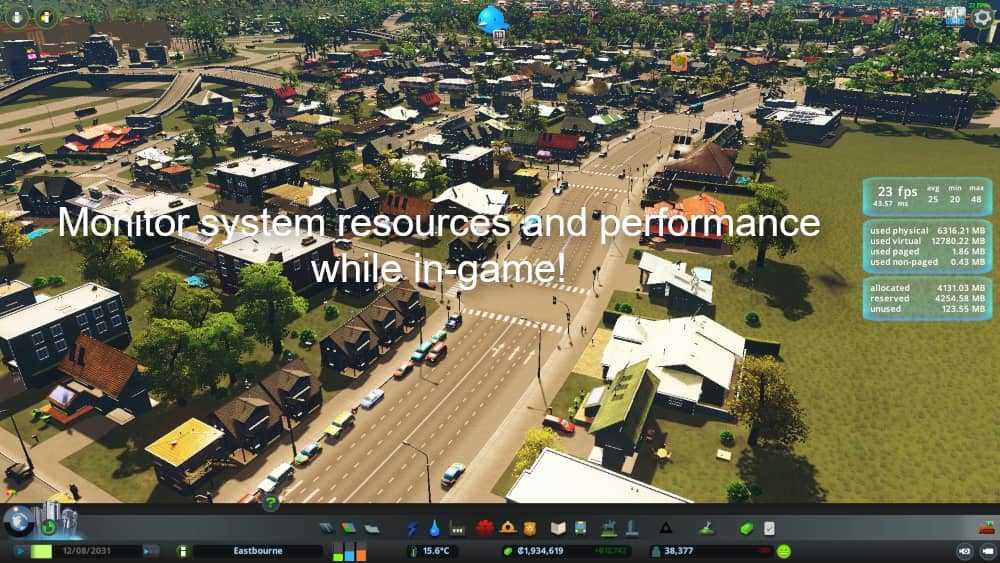 19
Monitor system resources and performance
while in-game!
23 fps avg min max
43.57 ms 25 20 48
used physical 6316.21 MB
used virtual 12780.22 MB
used paged 1.86 MB
used non-paged 0.43 MB
allocated 4131.03 MB
reserved 4254.58 MB
unused 123.55 MB
?
12/08/2031 Eastbourne 15.6°C ₡1,934,619 38,377